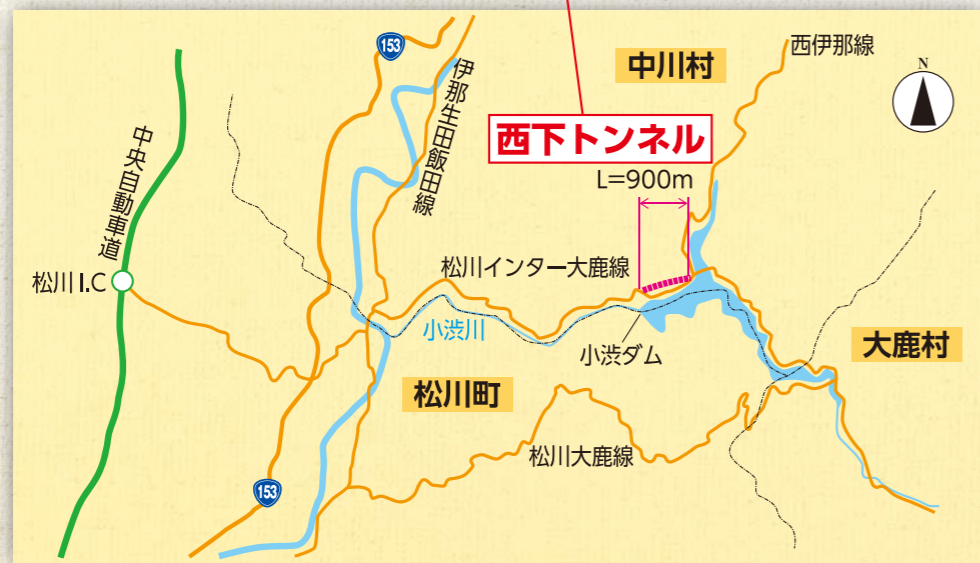 153
西伊那線
中川村
N
伊那生田飯田線
西下トンネル
L=900m
中央自動車道
松川I.C
松川インター大鹿線
小渋川
小渋ダム
大鹿村
松川町
松川大鹿線
153